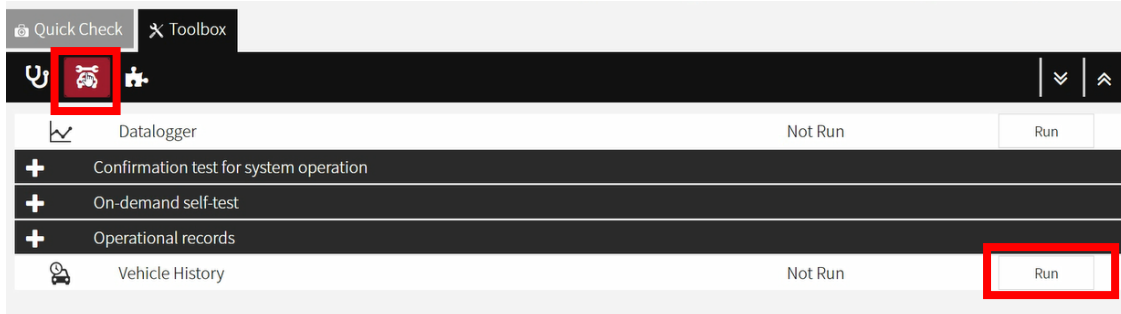 Quick Check Toolbox
Datalogger Not Run Run
Confirmation test for system operation
On-demand self-test
Operational records
Vehicle History Not Run Run